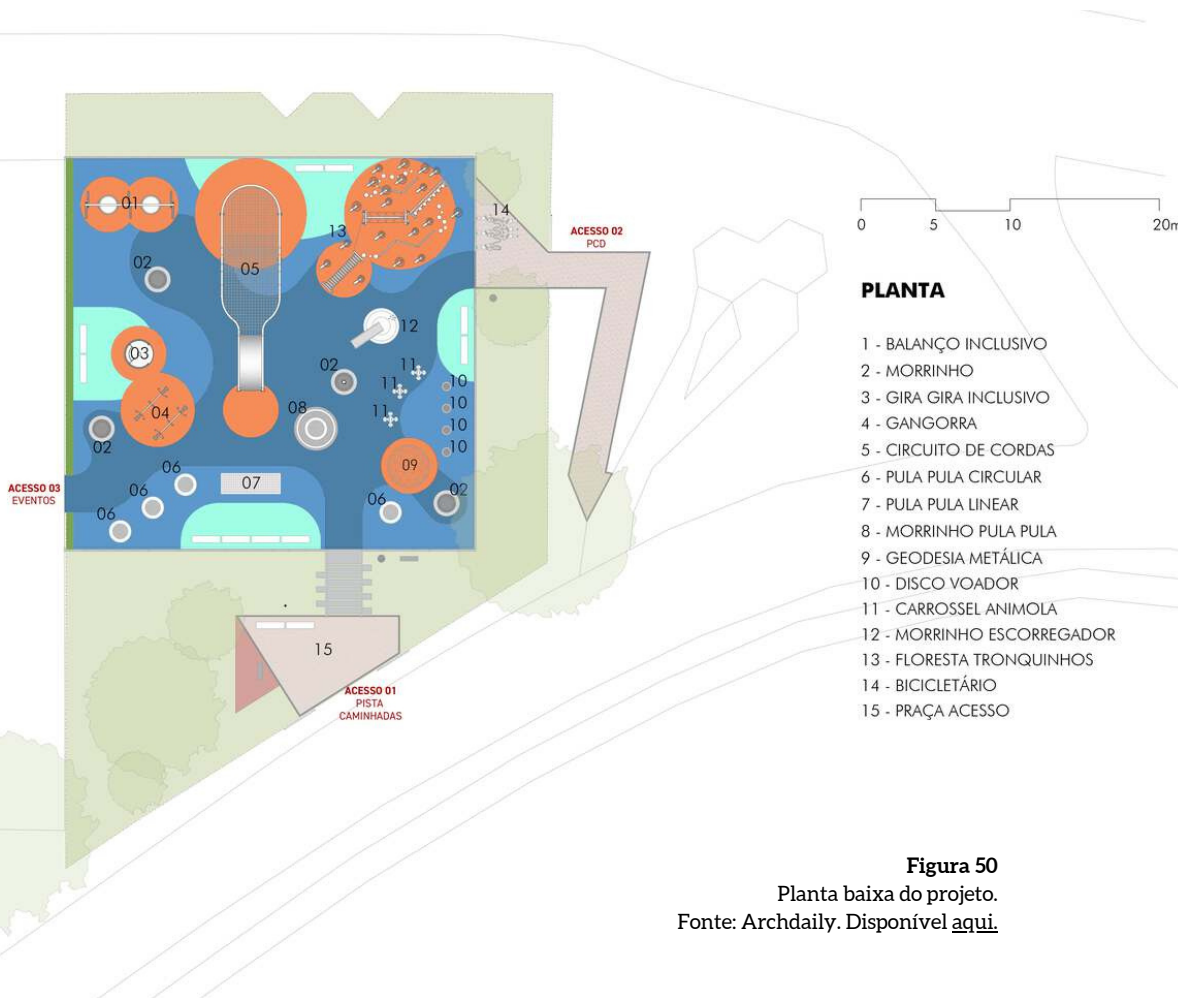 14
ACESSO 02
PCD
01
13
02
05
12
03
02
11
10
11
10
04
08
11
10
02
10
06
09
07
ACESSO 03
EVENTOS
06
06
02
06
15
ACESSO 01
PISTA
CAMINHADAS
0
5
10
20m
PLANTA
1 - BALANÇO INCLUSIVO
2 - MORRINHO
3 - GIRA GIRA INCLUSIVO
4 - GANGORRA
5 - CIRCUITO DE CORDAS
6 - PULA PULA CIRCULAR
7 - PULA PULA LINEAR
8 - MORRINHO PULA PULA
9 - GEODESIA METÁLICA
10 - DISCO VOADOR
11 - CARROSSEL ANIMOLA
12 - MORRINHO ESCORREGADOR
13 - FLORESTA TRONQUINHOS
14 - BICICLETÁRIO
15 - PRAÇA ACESSO
Figura 50
Planta baixa do projeto.
Fonte: Archdaily. Disponível aqui.